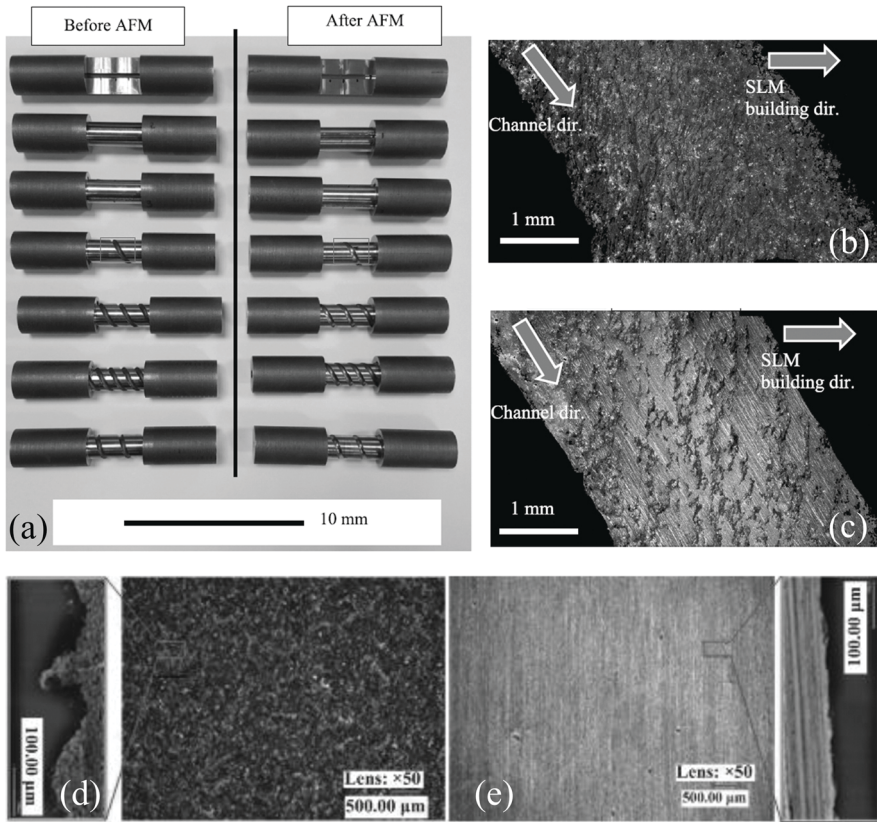 Before AFM
After AFM
10 mm
(a)
Channel dir.
SLM
building dir.
1 mm
(b)
Channel dir.
SLM
building dir.
1 mm
(c)
100.00 μm
(d)
Lens: ×50
500.00 μm
(e)
Lens: ×50
500.00 μm
100.00 μm